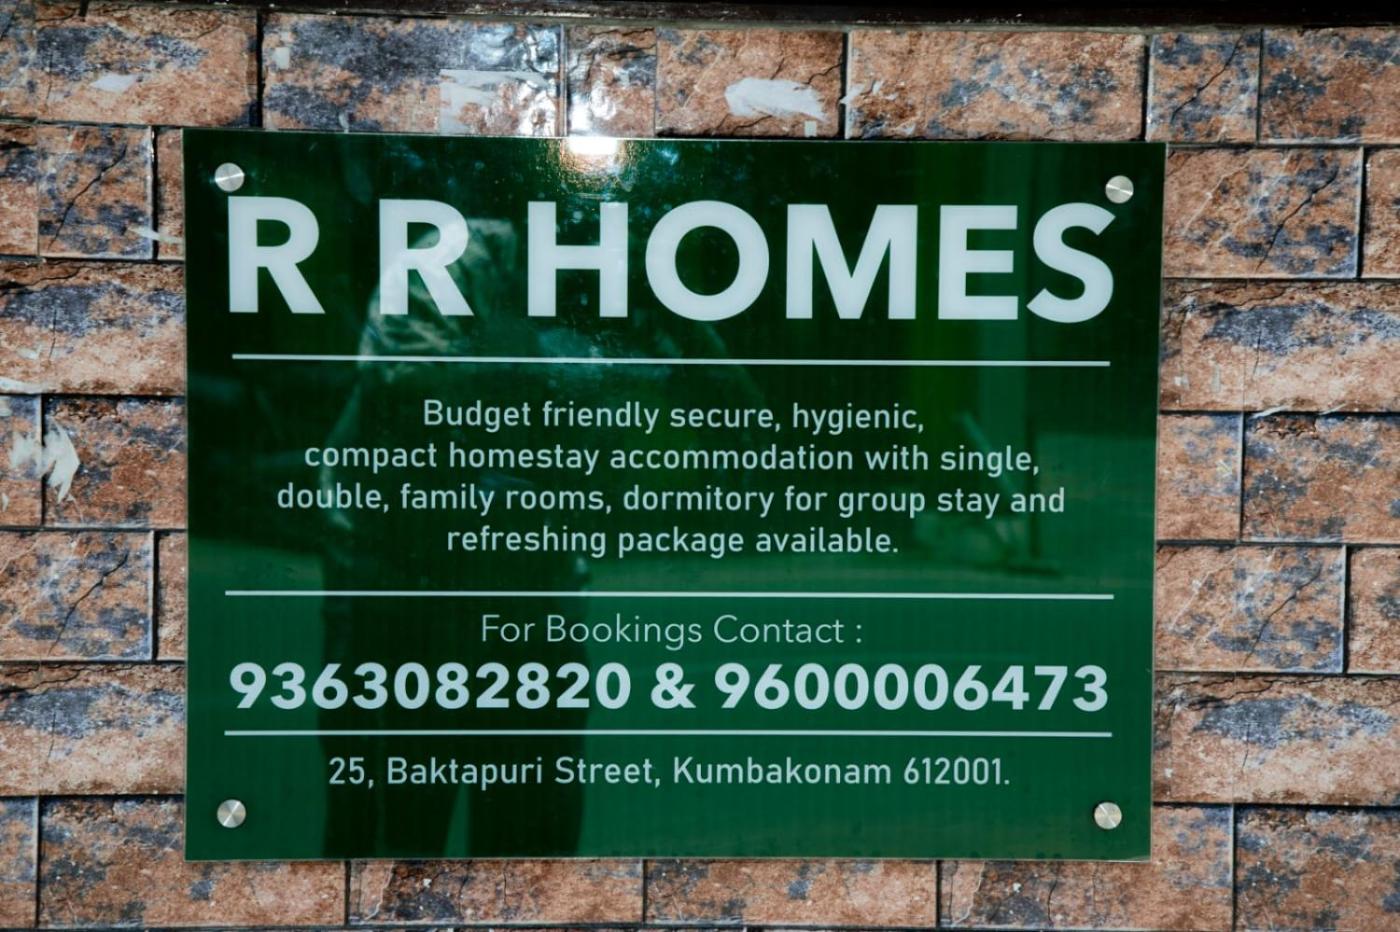 R R HOMES
Budget friendly secure, hygienic,
compact homestay accommodation with single,
double, family rooms, dormitory for group stay and
refreshing package available.
For Bookings Contact :
9363082820 & 9600006473
25, Baktapuri Street, Kumbakonam 612001.